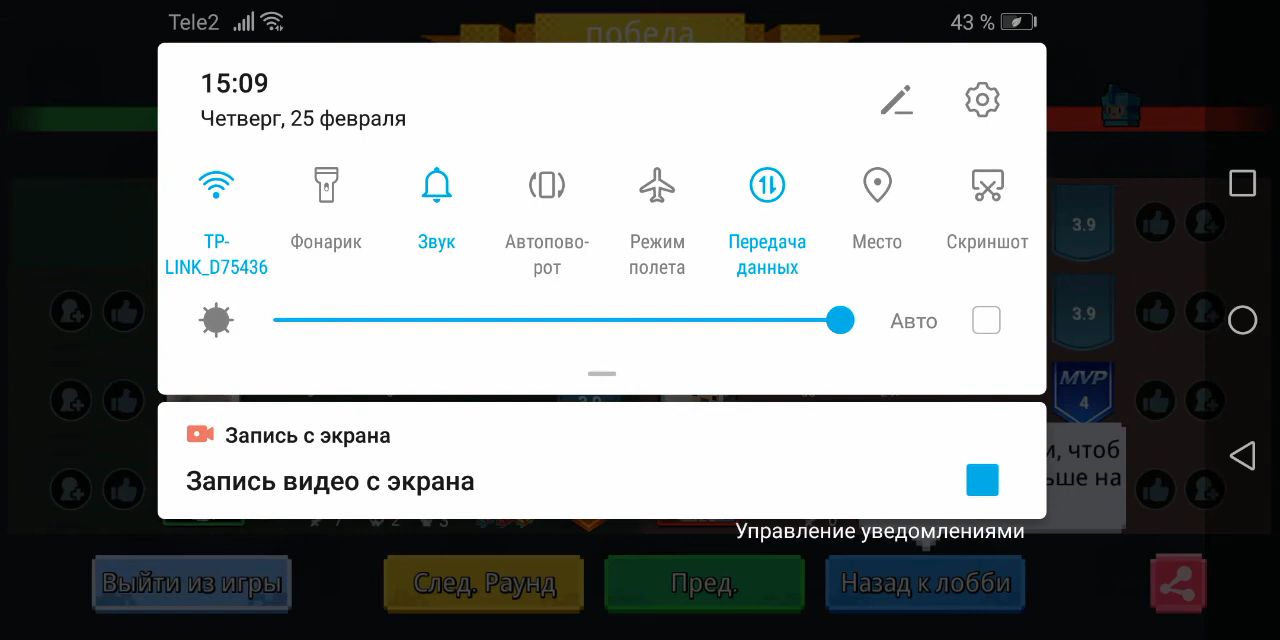 Tele2
43 %
победа
15:09
Четверг, 25 февраля
TP-
LINK_D75436
Фонарик
Звук
Автопово-
рот
Режим
полета
Передача
данных
Место
Скриншот
Авто
3.9
3.9
MVP
4
Запись с экрана
Запись видео с экрана
и, чтоб
ьше на
Управление уведомлениями
Выйти из игры
След. Раунд
Пред.
Назад к лобби